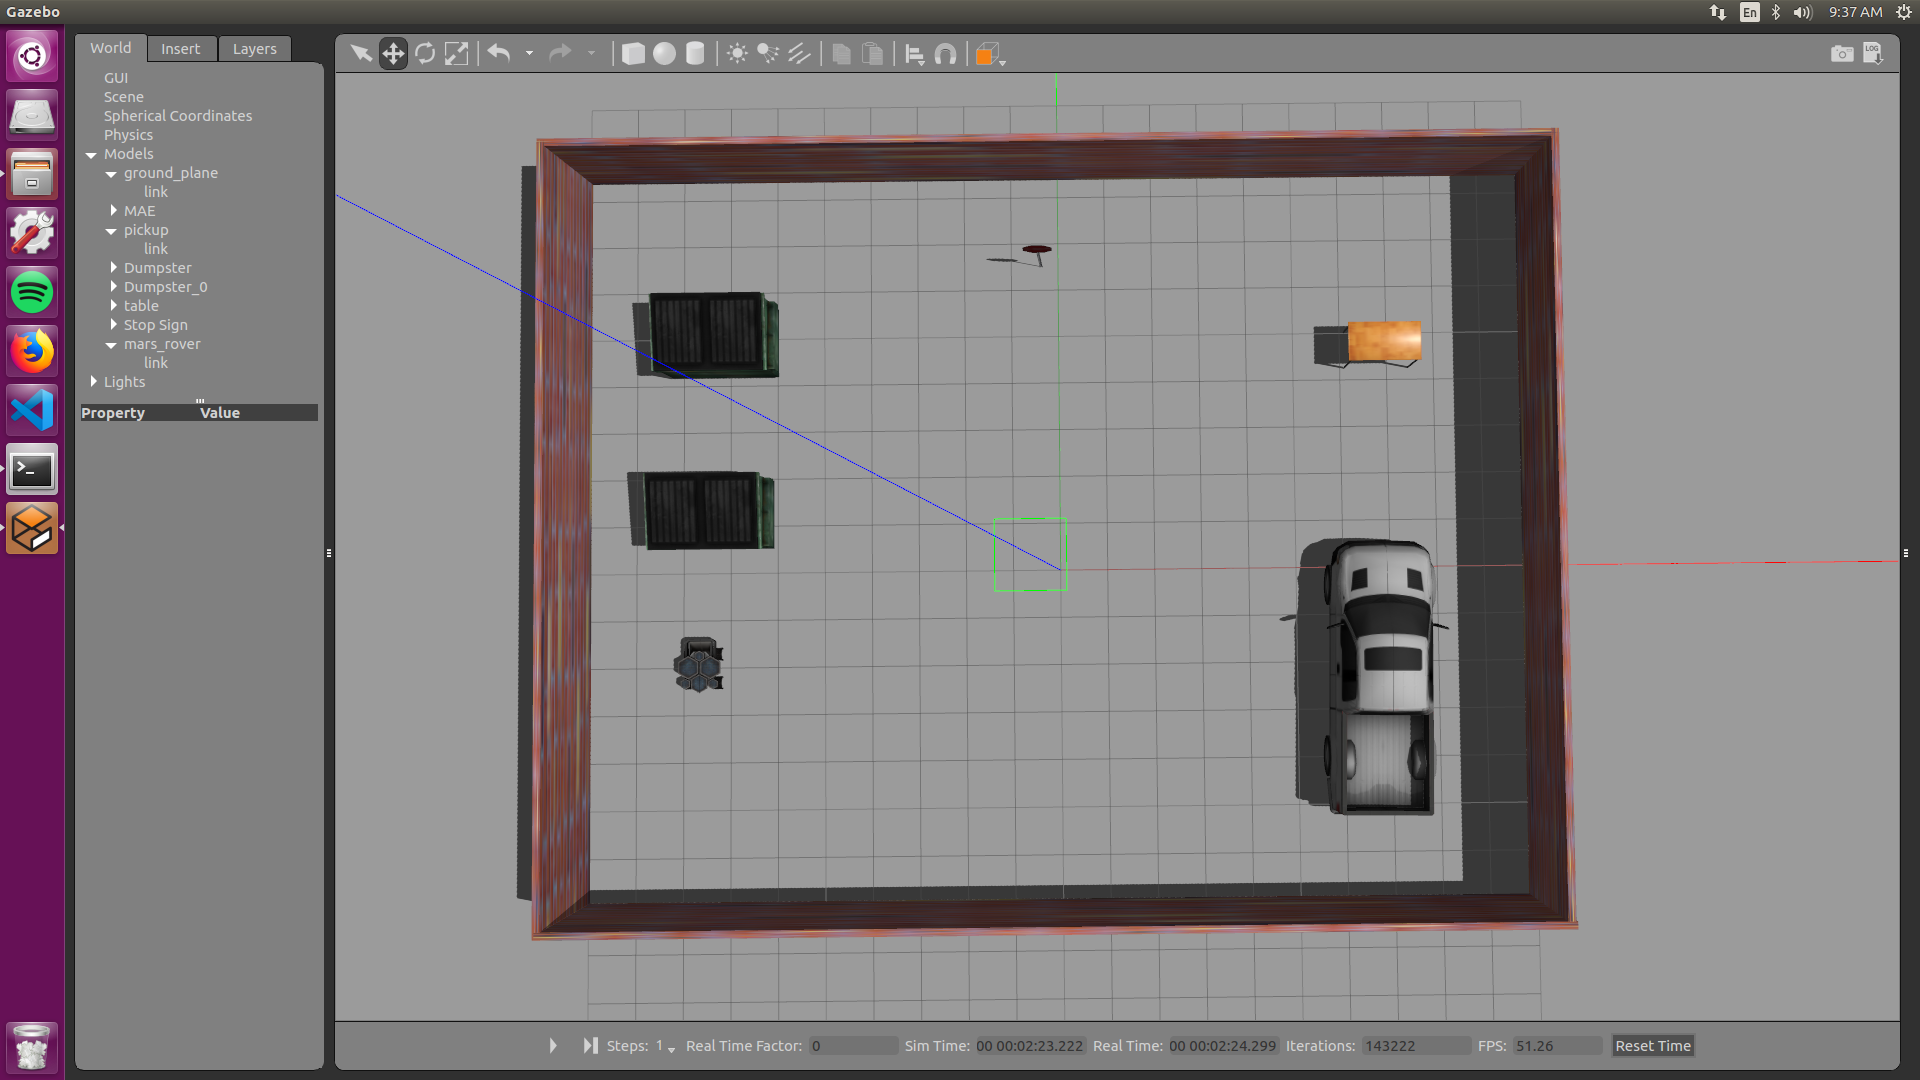 Gazebo
En
9:37 AM
World Insert Layers
LOG
GUI
Scene
Spherical Coordinates
Physics
Models
ground_plane
link
MAE
pickup
link
Dumpster
Dumpster_0
table
Stop Sign
mars_rover
link
Lights
Property Value
Steps: 1 Real Time Factor: 0 Sim Time: 00 00:02:23.222 Real Time: 00 00:02:24.299 Iterations: 143222 FPS: 51.26 Reset Time